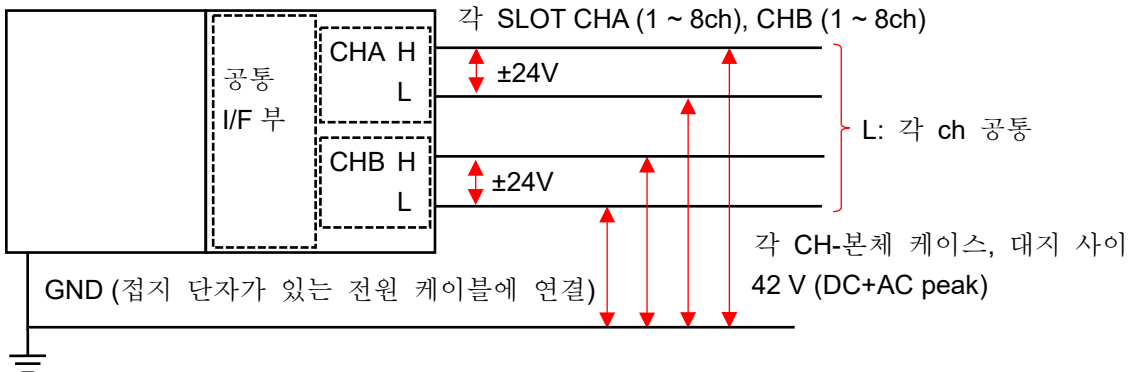 각 SLOT CHA (1 ~ 8ch), CHB (1 ~ 8ch)
공통
I/F 부
CHA H
L
±24V
L: 각 ch 공통
CHB H
L
±24V
각 CH-본체 케이스, 대지 사이
42 V (DC+AC peak)
GND (접지 단자가 있는 전원 케이블에 연결)